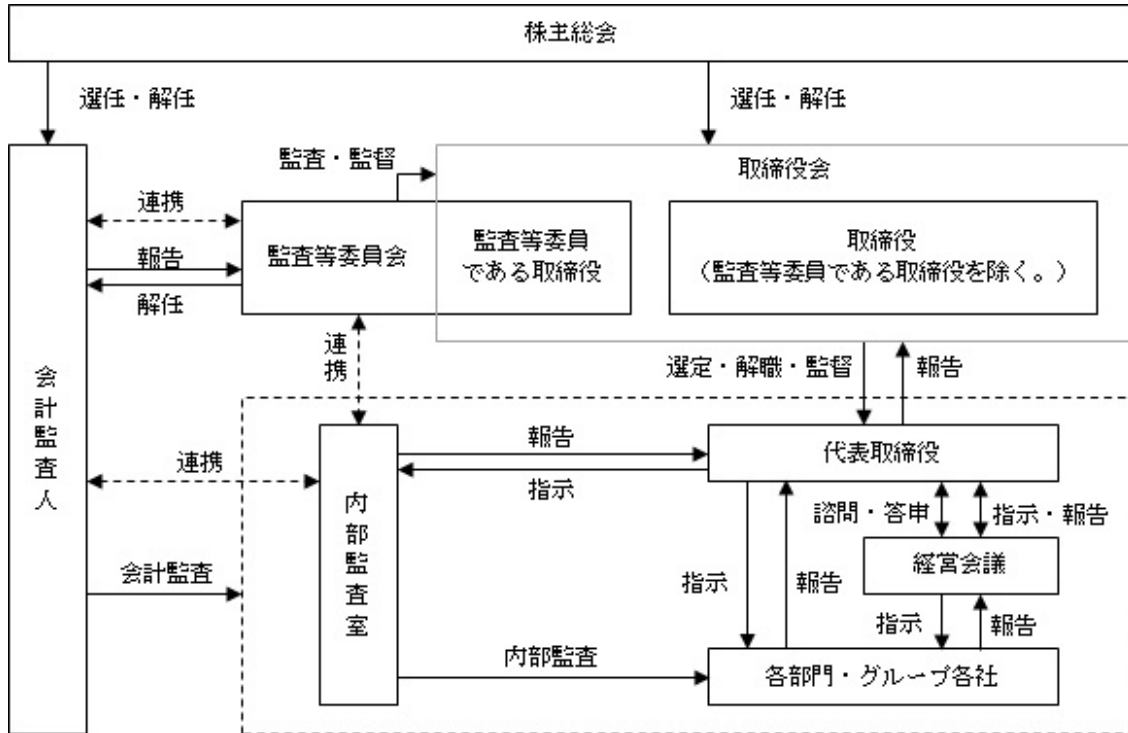 株主総会
選任・解任
選任・解任
監査・監督
取締役会
連携
監査等委員会
監査等委員
である取締役
取締役
（監査等委員である取締役を除く。）
報告
解任
連携
選定・解職・監督
報告
会計監査人
連携
内部監査室
報告
指示
代表取締役
諮問・答申
指示・報告
経営会議
会計監査
指示
報告
指示
報告
内部監査
各部門・グループ各社